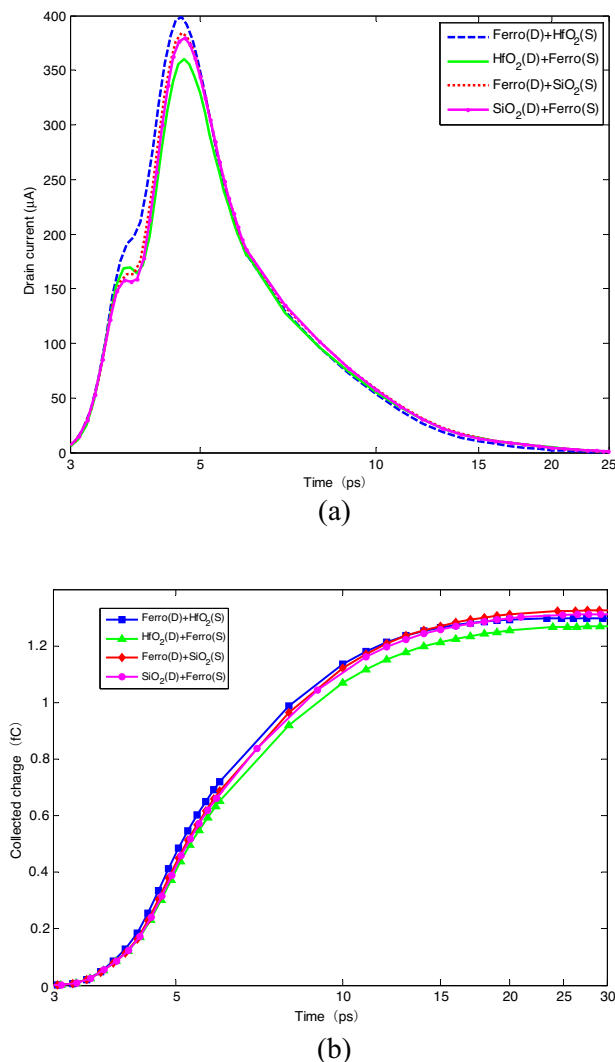 400
350
300
250
200
150
100
50
0
Drain current (μA)
Ferro(D)+HfO₂(S)
HfO₂(D)+Ferro(S)
Ferro(D)+SiO₂(S)
SiO₂(D)+Ferro(S)
3 5 10 15 20 25
Time (ps)
(a)
1.2
1
0.8
0.6
0.4
0.2
0
Collected charge (fC)
Ferro(D)+HfO₂(S)
HfO₂(D)+Ferro(S)
Ferro(D)+SiO₂(S)
SiO₂(D)+Ferro(S)
3 5 10 15 20 25 30
Time (ps)
(b)